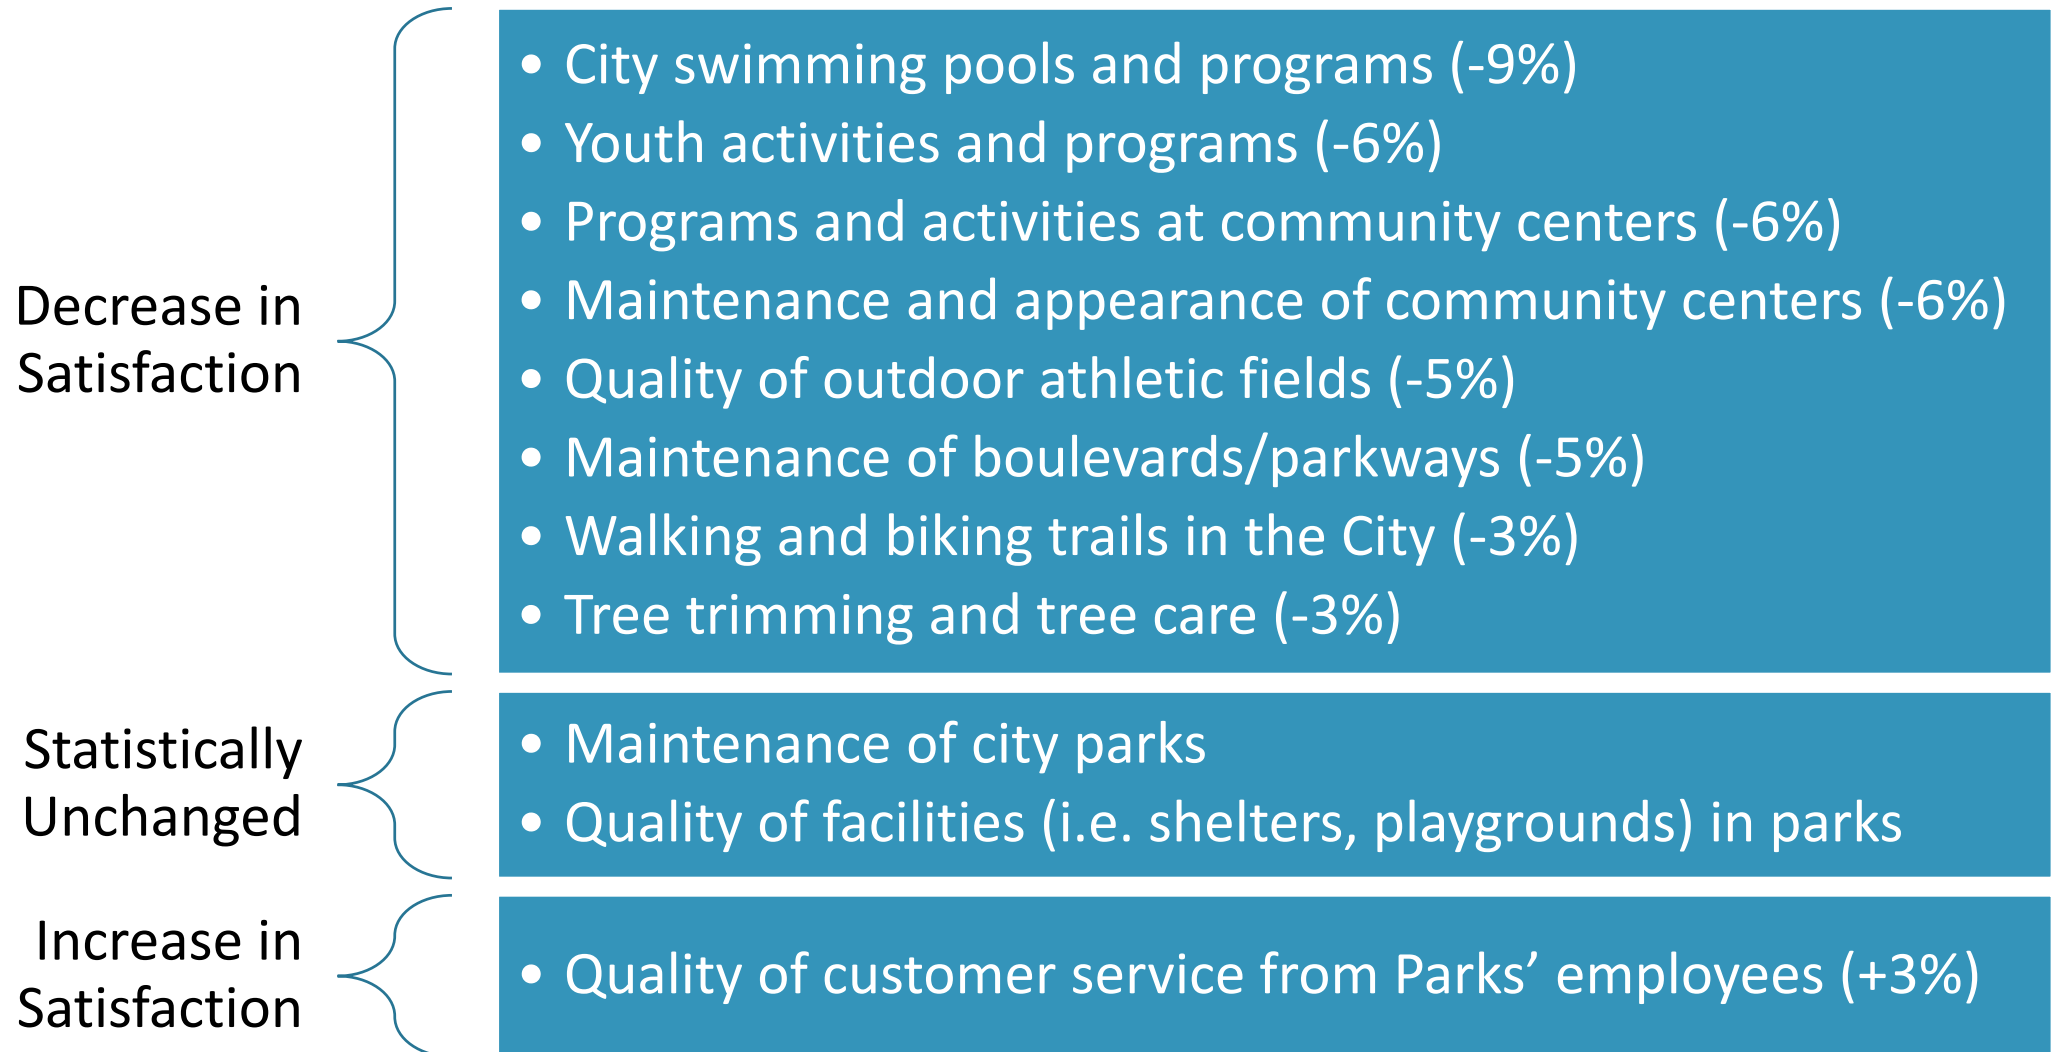 Decrease in
Satisfaction
• City swimming pools and programs (-9%)
• Youth activities and programs (-6%)
• Programs and activities at community centers (-6%)
• Maintenance and appearance of community centers (-6%)
• Quality of outdoor athletic fields (-5%)
• Maintenance of boulevards/parkways (-5%)
• Walking and biking trails in the City (-3%)
• Tree trimming and tree care (-3%)
Statistically
Unchanged
• Maintenance of city parks
• Quality of facilities (i.e. shelters, playgrounds) in parks
Increase in
Satisfaction
• Quality of customer service from Parks’ employees (+3%)